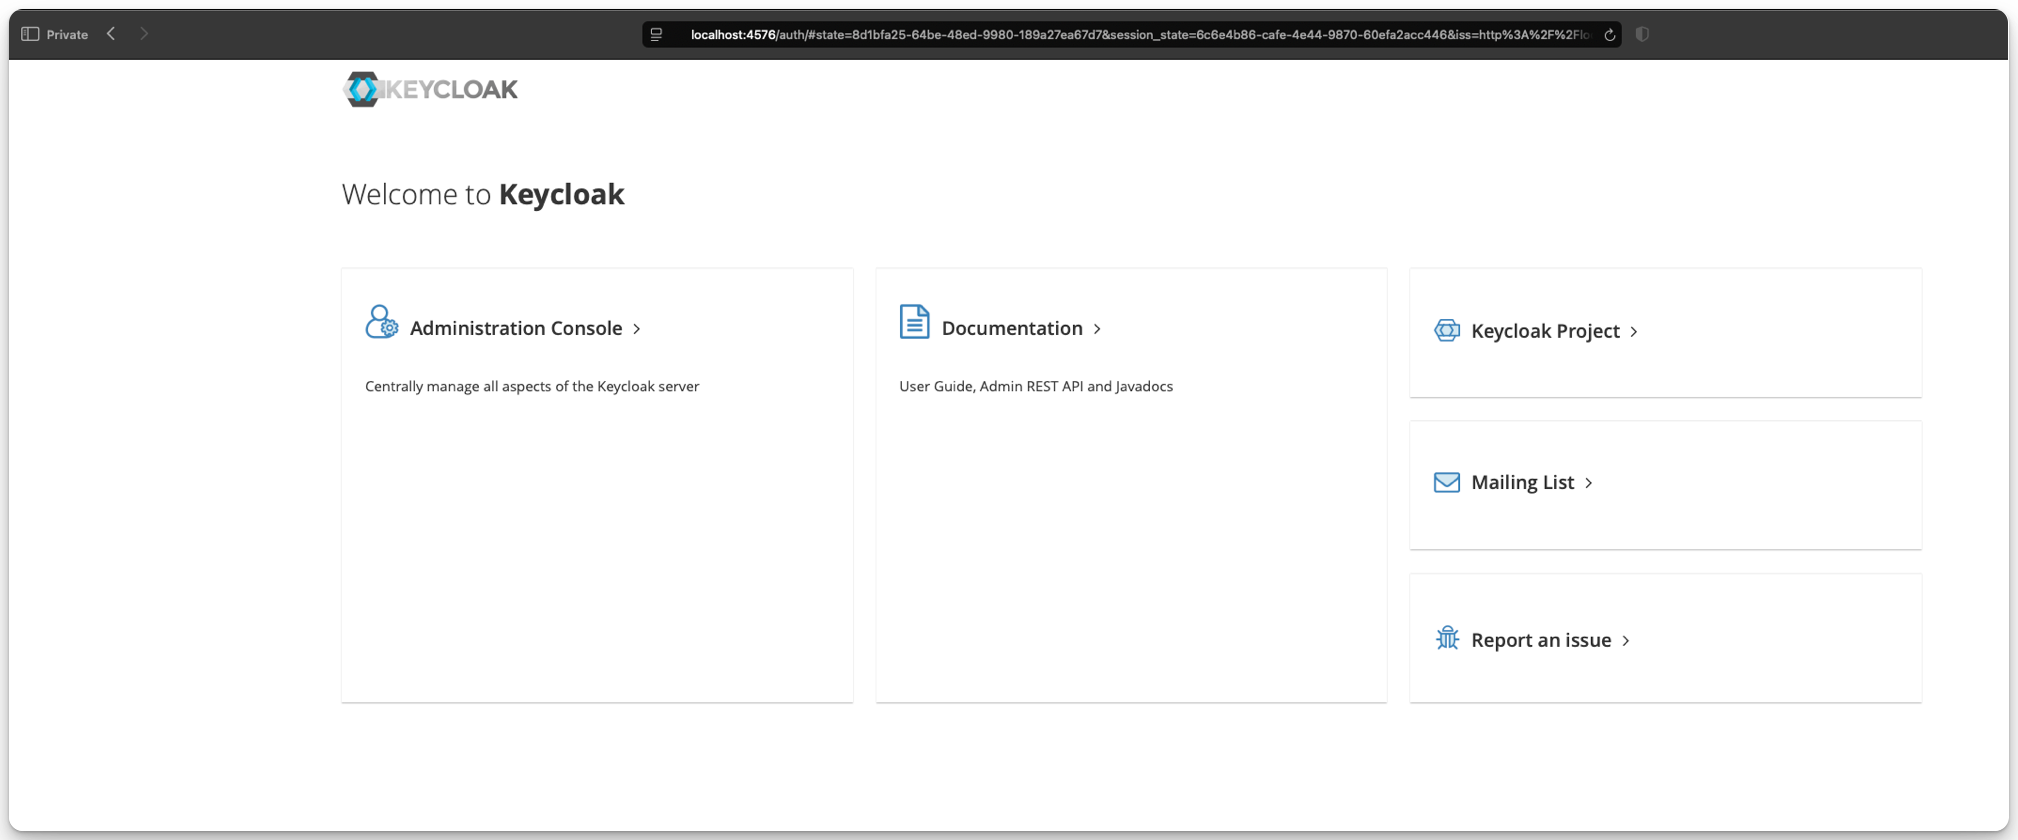 Private
localhost:4576/auth/#state=8d1bfa25-64be-48ed-9980-189a27ea67d7&session_state=6c6e4b86-cafe-4e44-9870-60efa2acc446&iss=http%3A%2F%2Flo
KEYCLOAK
Welcome to Keycloak
Administration Console
Centrally manage all aspects of the Keycloak server
Documentation
User Guide, Admin REST API and Javadocs
Keycloak Project
Mailing List
Report an issue